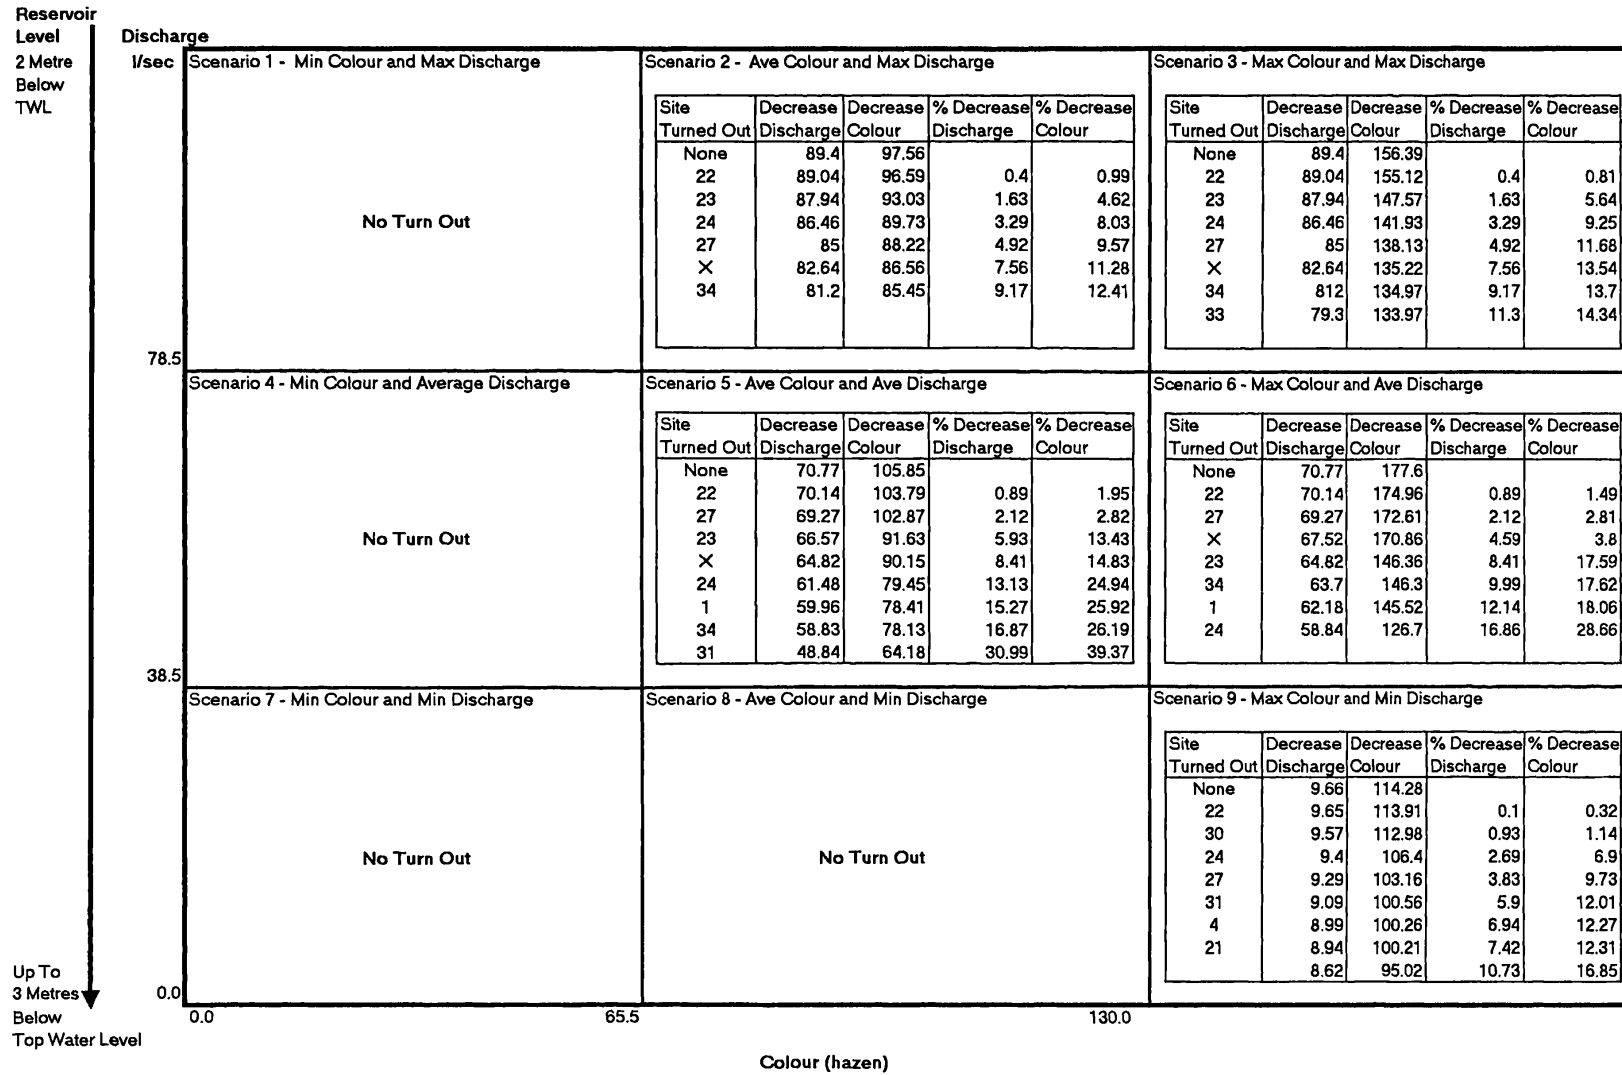 Reservoir
Level
2 Metre
Below
TWL
Discharge
l/sec
Scenario 1 - Min Colour and Max Discharge
No Turn Out
Scenario 2 - Ave Colour and Max Discharge
Site Decrease Decrease % Decrease % Decrease
Turned Out Discharge Colour Discharge Colour
None 89.4 97.56
22 89.04 96.59 0.4 0.99
23 87.94 93.03 1.63 4.62
24 86.46 89.73 3.29 8.03
27 85 88.22 4.92 9.57
X 82.64 86.56 7.56 11.28
34 81.2 85.45 9.17 12.41
Scenario 3 - Max Colour and Max Discharge
Site Decrease Decrease % Decrease % Decrease
Turned Out Discharge Colour Discharge Colour
None 89.4 156.39
22 89.04 155.12 0.4 0.81
23 87.94 147.57 1.63 5.64
24 86.46 141.93 3.29 9.25
27 85 138.13 4.92 11.68
X 82.64 135.22 7.56 13.54
34 812 134.97 9.17 13.7
33 79.3 133.97 11.3 14.34
78.5
Scenario 4 - Min Colour and Average Discharge
No Turn Out
Scenario 5 - Ave Colour and Ave Discharge
Site Decrease Decrease % Decrease % Decrease
Turned Out Discharge Colour Discharge Colour
None 70.77 105.85
22 70.14 103.79 0.89 1.95
27 69.27 102.87 2.12 2.82
23 66.57 91.63 5.93 13.43
X 64.82 90.15 8.41 14.83
24 61.48 79.45 13.13 24.94
1 59.96 78.41 15.27 25.92
34 58.83 78.13 16.87 26.19
31 48.84 64.18 30.99 39.37
Scenario 6 - Max Colour and Ave Discharge
Site Decrease Decrease % Decrease % Decrease
Turned Out Discharge Colour Discharge Colour
None 70.77 177.6
22 70.14 174.96 0.89 1.49
27 69.27 172.61 2.12 2.81
X 67.52 170.86 4.59 3.8
23 64.82 146.36 8.41 17.59
34 63.7 146.3 9.99 17.62
1 62.18 145.52 12.14 18.06
24 58.84 126.7 16.86 28.66
38.5
Scenario 7 - Min Colour and Min Discharge
No Turn Out
Scenario 8 - Ave Colour and Min Discharge
No Turn Out
Scenario 9 - Max Colour and Min Discharge
Site Decrease Decrease % Decrease % Decrease
Turned Out Discharge Colour Discharge Colour
None 9.66 114.28
22 9.65 113.91 0.1 0.32
30 9.57 112.98 0.93 1.14
24 9.4 106.4 2.69 6.9
27 9.29 103.16 3.83 9.73
31 9.09 100.56 5.9 12.01
4 8.99 100.26 6.94 12.27
21 8.94 100.21 7.42 12.31
8.62 95.02 10.73 16.85
Up To
3 Metres
Below
Top Water Level
0.0
0.0 65.5 130.0
Colour (hazen)